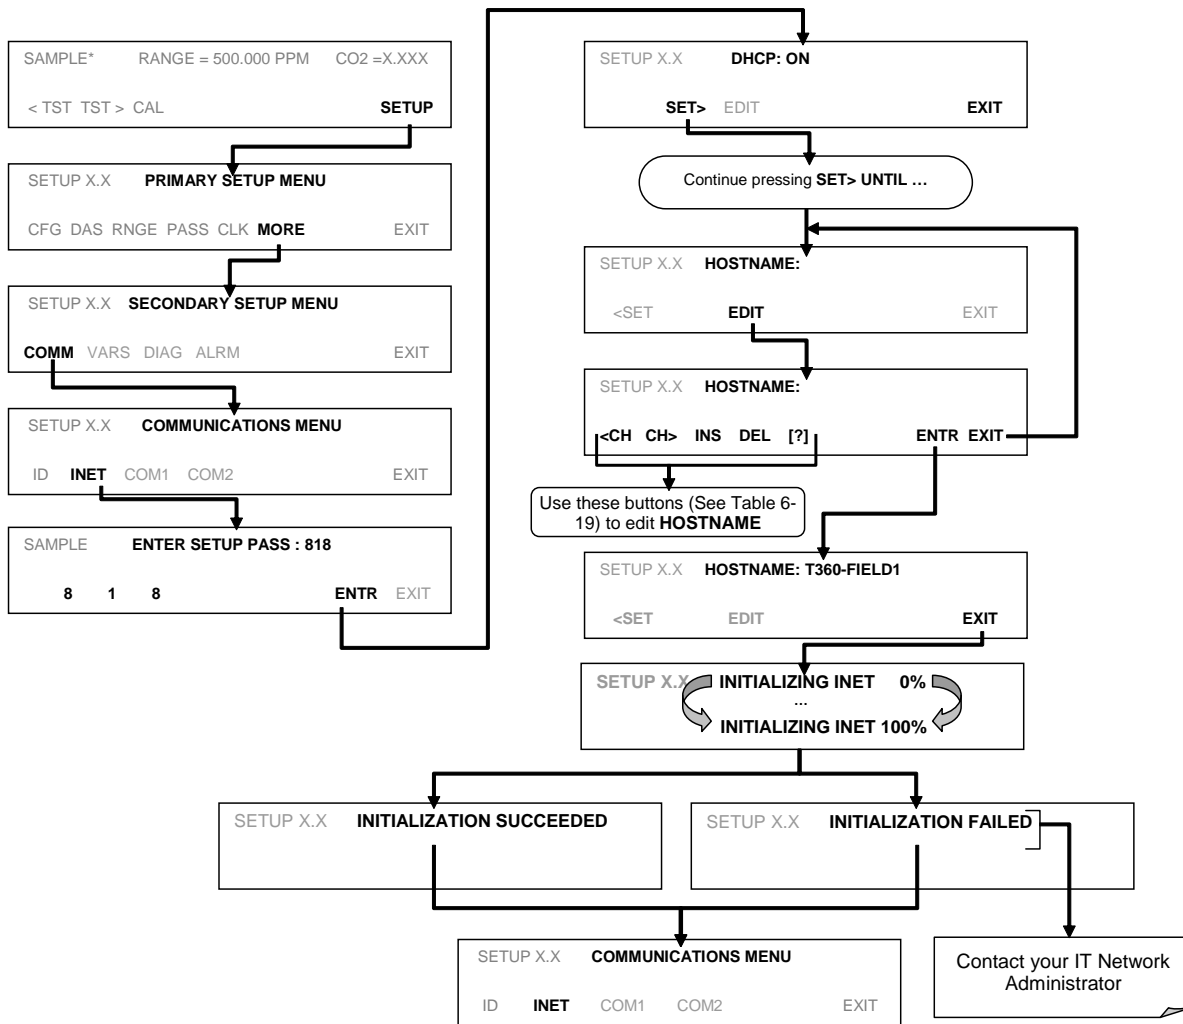 SAMPLE* RANGE = 500.000 PPM CO2 =X.XXX
< TST TST > CAL SETUP
SETUP X.X PRIMARY SETUP MENU
CFG DAS RNGE PASS CLK MORE EXIT
SETUP X.X SECONDARY SETUP MENU
COMM VARS DIAG ALRM EXIT
SETUP X.X COMMUNICATIONS MENU
ID INET COM1 COM2 EXIT
SAMPLE ENTER SETUP PASS : 818
8 1 8 ENTR EXIT
SETUP X.X DHCP: ON
SET> EDIT EXIT
Continue pressing SET> UNTIL …
SETUP X.X HOSTNAME:
<SET EDIT EXIT
SETUP X.X HOSTNAME:
<CH CH> INS DEL [?] ENTR EXIT
Use these buttons (See Table 6-
19) to edit HOSTNAME
SETUP X.X HOSTNAME: T360-FIELD1
<SET EDIT EXIT
SETUP X.X INITIALIZING INET 0%
…
INITIALIZING INET 100%
SETUP X.X INITIALIZATION SUCCEEDED
SETUP X.X INITIALIZATION FAILED
SETUP X.X COMMUNICATIONS MENU
ID INET COM1 COM2 EXIT
Contact your IT Network
Administrator